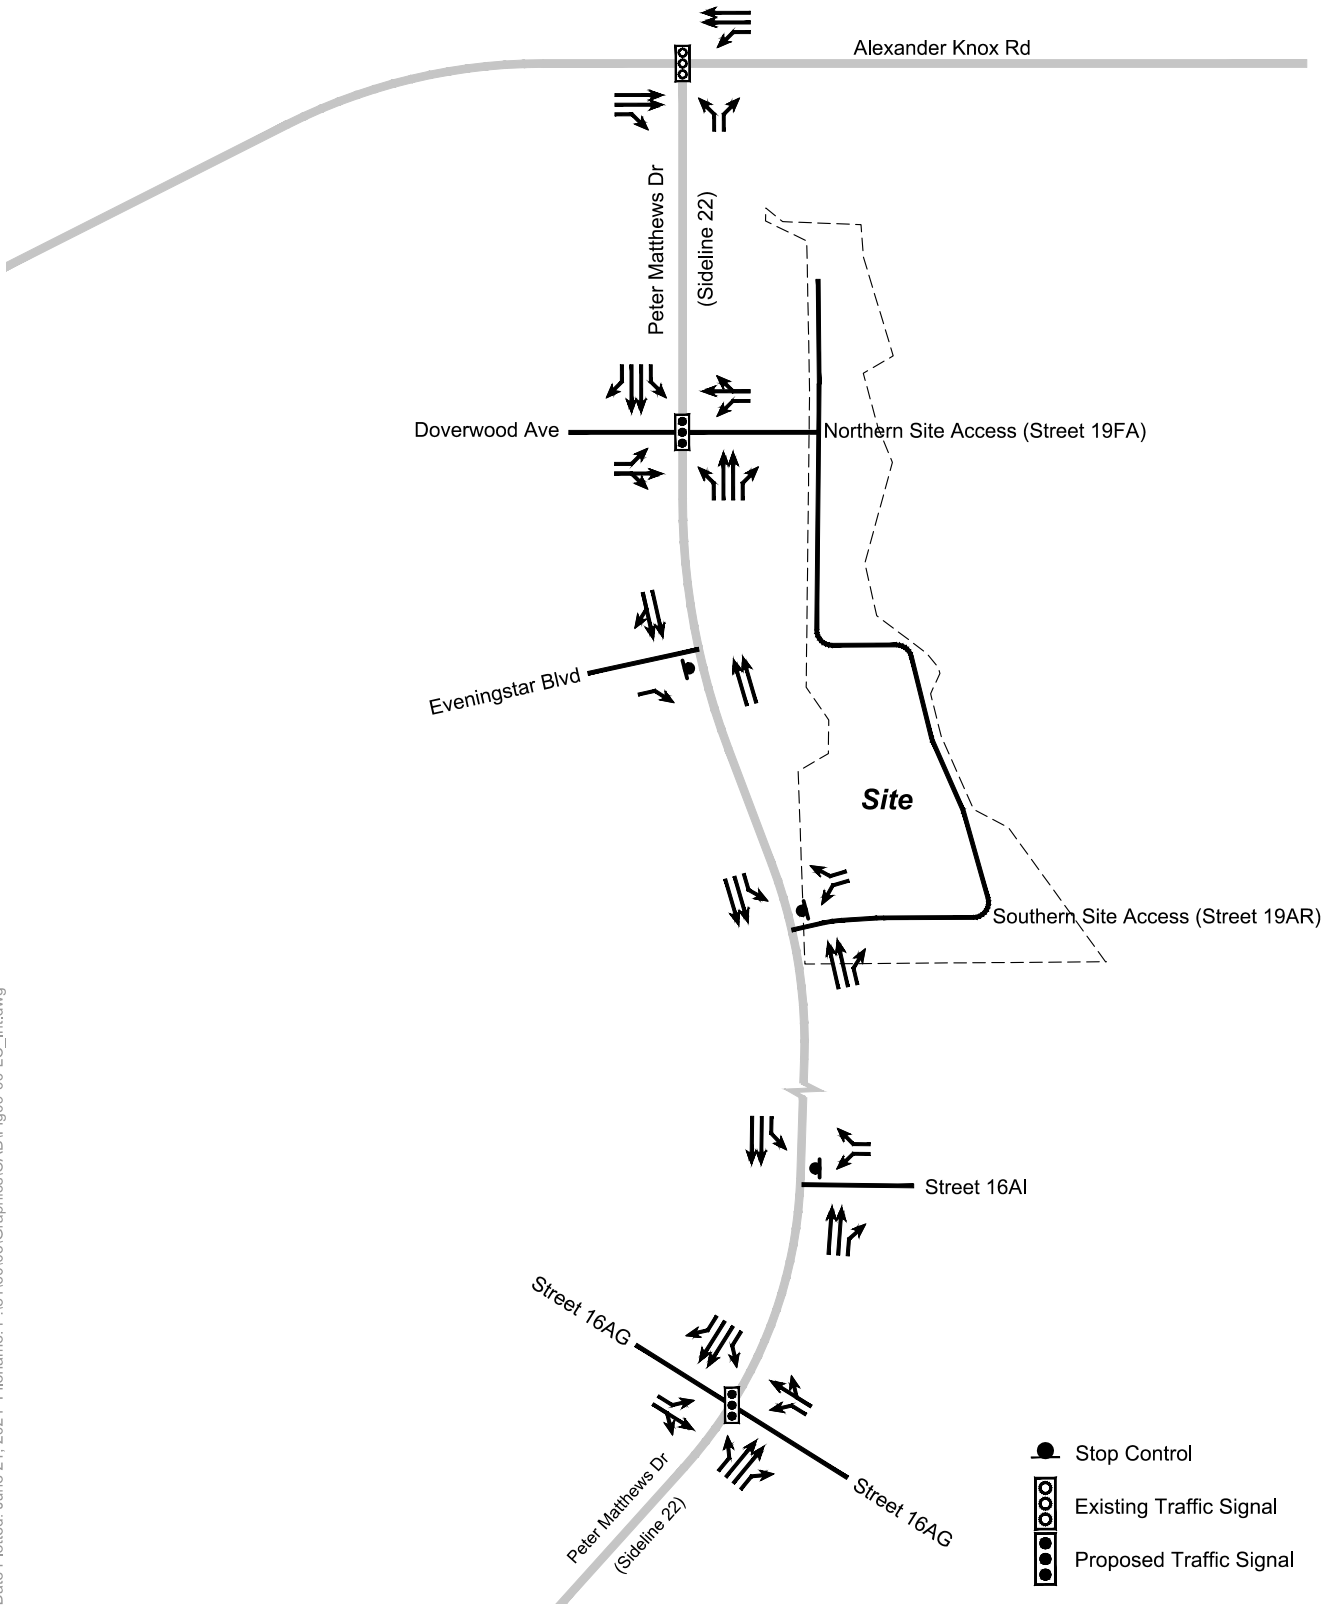 Alexander Knox Rd
Peter Matthews Dr
(Sideline 22)
Doverwood Ave
Northern Site Access (Street 19FA)
Eveningstar Blvd
Site
Southern Site Access (Street 19AR)
Street 16AI
Street 16AG
Street 16AG
Peter Matthews Dr
(Sideline 22)
Stop Control
Existing Traffic Signal
Proposed Traffic Signal